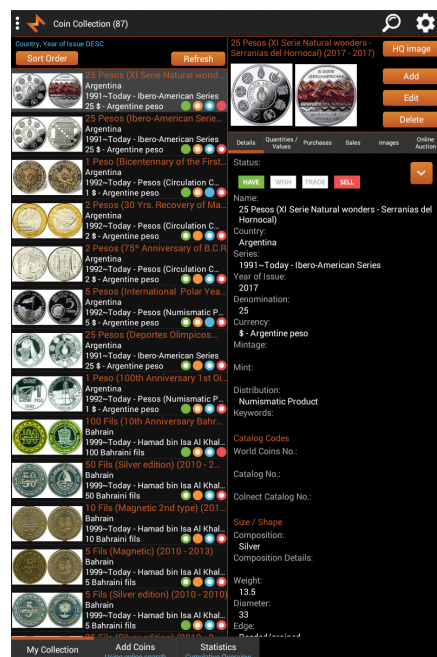 Coin Collection (87)
Country, Year of Issue DESC
Sort Order
Refresh
25 Pesos (XI Serie Natural wond...
Argentina
1991~Today - Ibero-American Series
25 $ - Argentine peso
25 Pesos (Ibero-American Serie...
Argentina
1991~Today - Ibero-American Series
25 $ - Argentine peso
1 Peso (Bicentennary of the First...
Argentina
1992~Today - Pesos (Circulation C...
1 $ - Argentine peso
2 Pesos (30 Yrs. Recovery of Ma...
Argentina
1992~Today - Pesos (Circulation C...
2 $ - Argentine peso
2 Pesos (75° Anniversary of B.C.R
Argentina
1992~Today - Pesos (Circulation C...
2 $ - Argentine peso
5 Pesos (International Polar Yea...
Argentina
1992~Today - Pesos (Numismatic P...
5 $ - Argentine peso
25 Pesos (Deportes Olimpicos...
Argentina
1991~Today - Ibero-American Series
25 $ - Argentine peso
1 Peso (100th Anniversary 1st Oi...
Argentina
1992~Today - Pesos (Numismatic P...
1 $ - Argentine peso
100 Fils (10th Anniversary Bahr...
Bahrain
1999~Today - Hamad bin Isa Al Khal...
100 Bahraini fils
50 Fils (Silver edition) (2010 - 2...
Bahrain
1999~Today - Hamad bin Isa Al Khal...
50 Bahraini fils
10 Fils (Magnetic 2nd type) (201...
Bahrain
1999~Today - Hamad bin Isa Al Khal...
10 Bahraini fils
5 Fils (Magnetic) (2010 - 2013)
Bahrain
1999~Today - Hamad bin Isa Al Khal...
5 Bahraini fils
5 Fils (Silver edition) (2010 - 2010)
Bahrain
1999~Today - Hamad bin Isa Al Khal...
5 Bahraini fils
25 Pesos (XI Serie Natural wonders -
Serranías del Hornocal) (2017 - 2017)
HQ image
Add
Edit
Delete
Details
Quantities / Values
Purchases
Sales
Images
Online Auction
Status:
HAVE WISH TRADE SELL
Name:
25 Pesos (XI Serie Natural wonders - Serranías del
Hornocal)
Country:
Argentina
Series:
1991~Today - Ibero-American Series
Year of Issue:
2017
Denomination:
25
Currency:
$ - Argentine peso
Mintage:
Mint:
Distribution:
Numismatic Product
Keywords:
Catalog Codes
World Coins No.:
Catalog No.:
Colnect Catalog No.:
Size / Shape
Composition:
Silver
Composition Details:
Weight:
13.5
Diameter:
33
Edge:
My Collection
Add Coins
Using online search
Statistics
Cumulative Overview